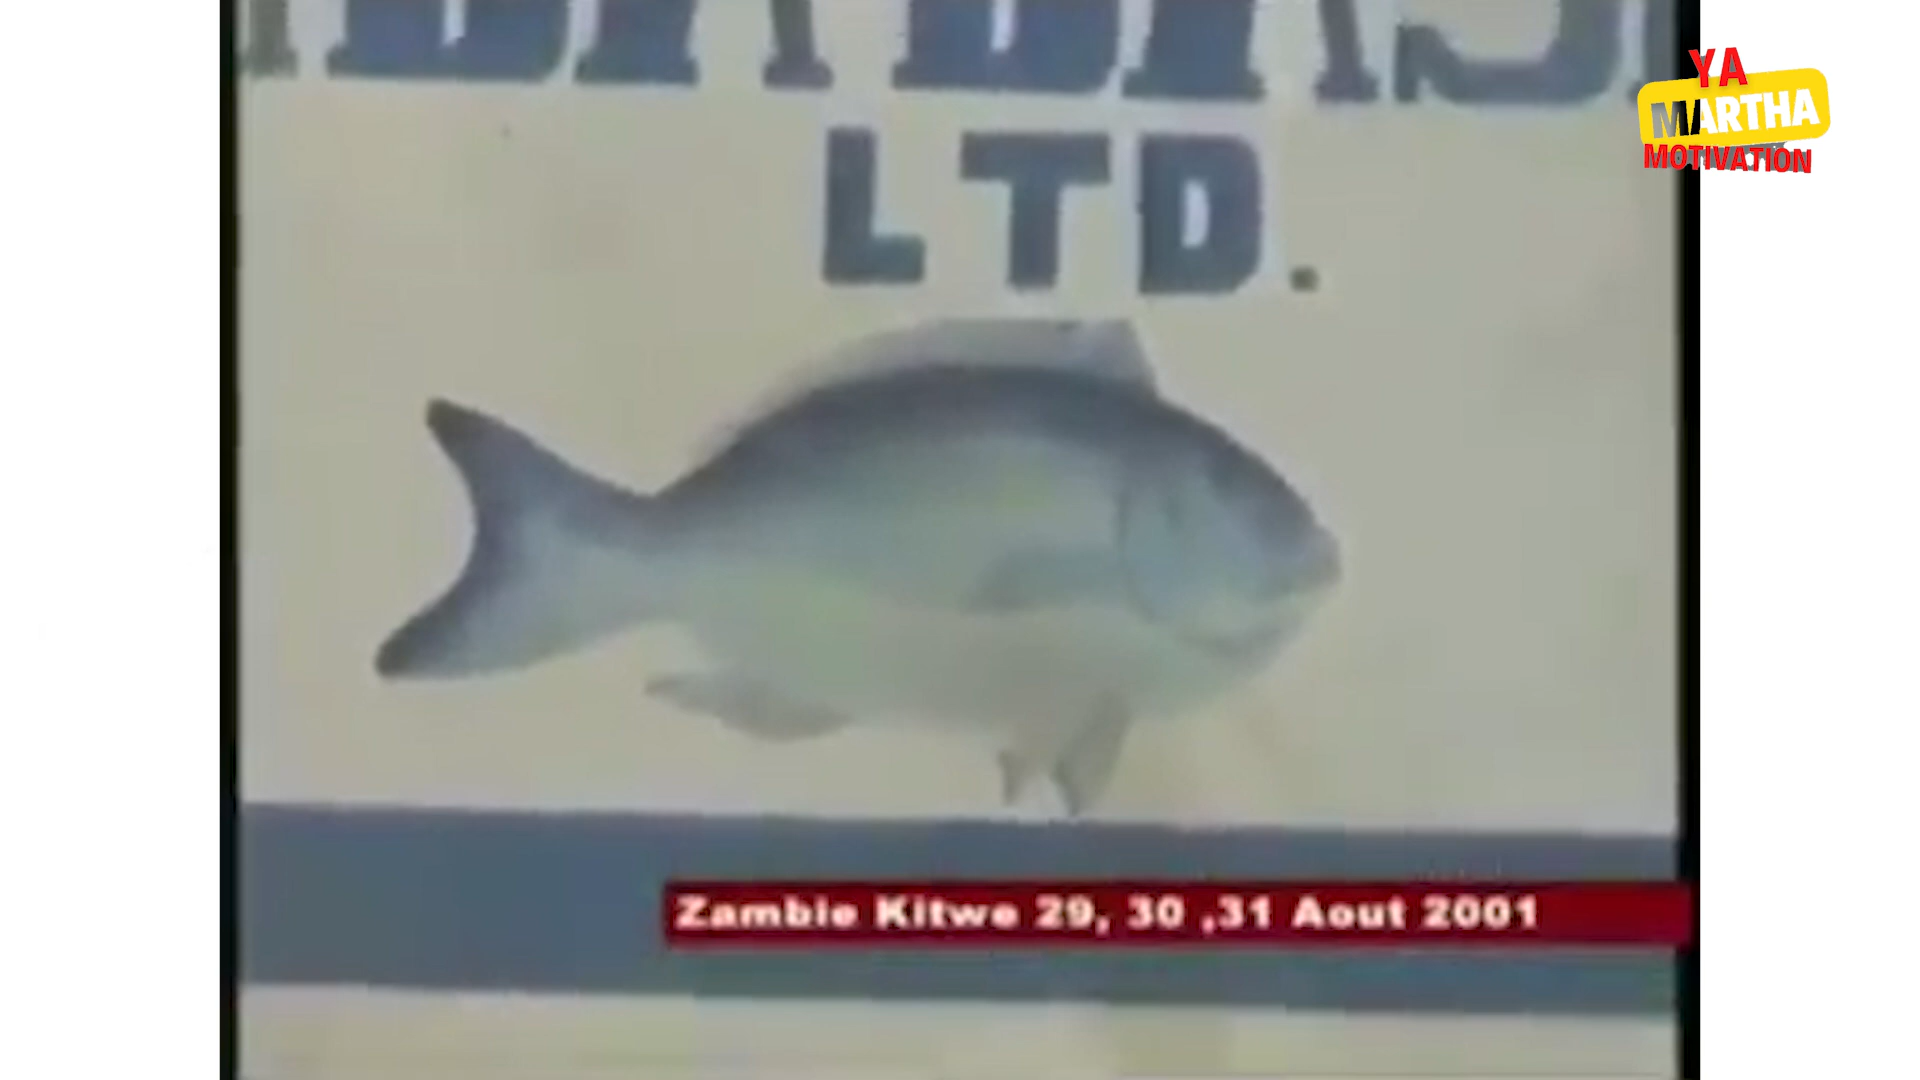 LTD.
YA
MARTHA
MOTIVATION
Zambie Kitwe 29, 30 ,31 Aout 2001